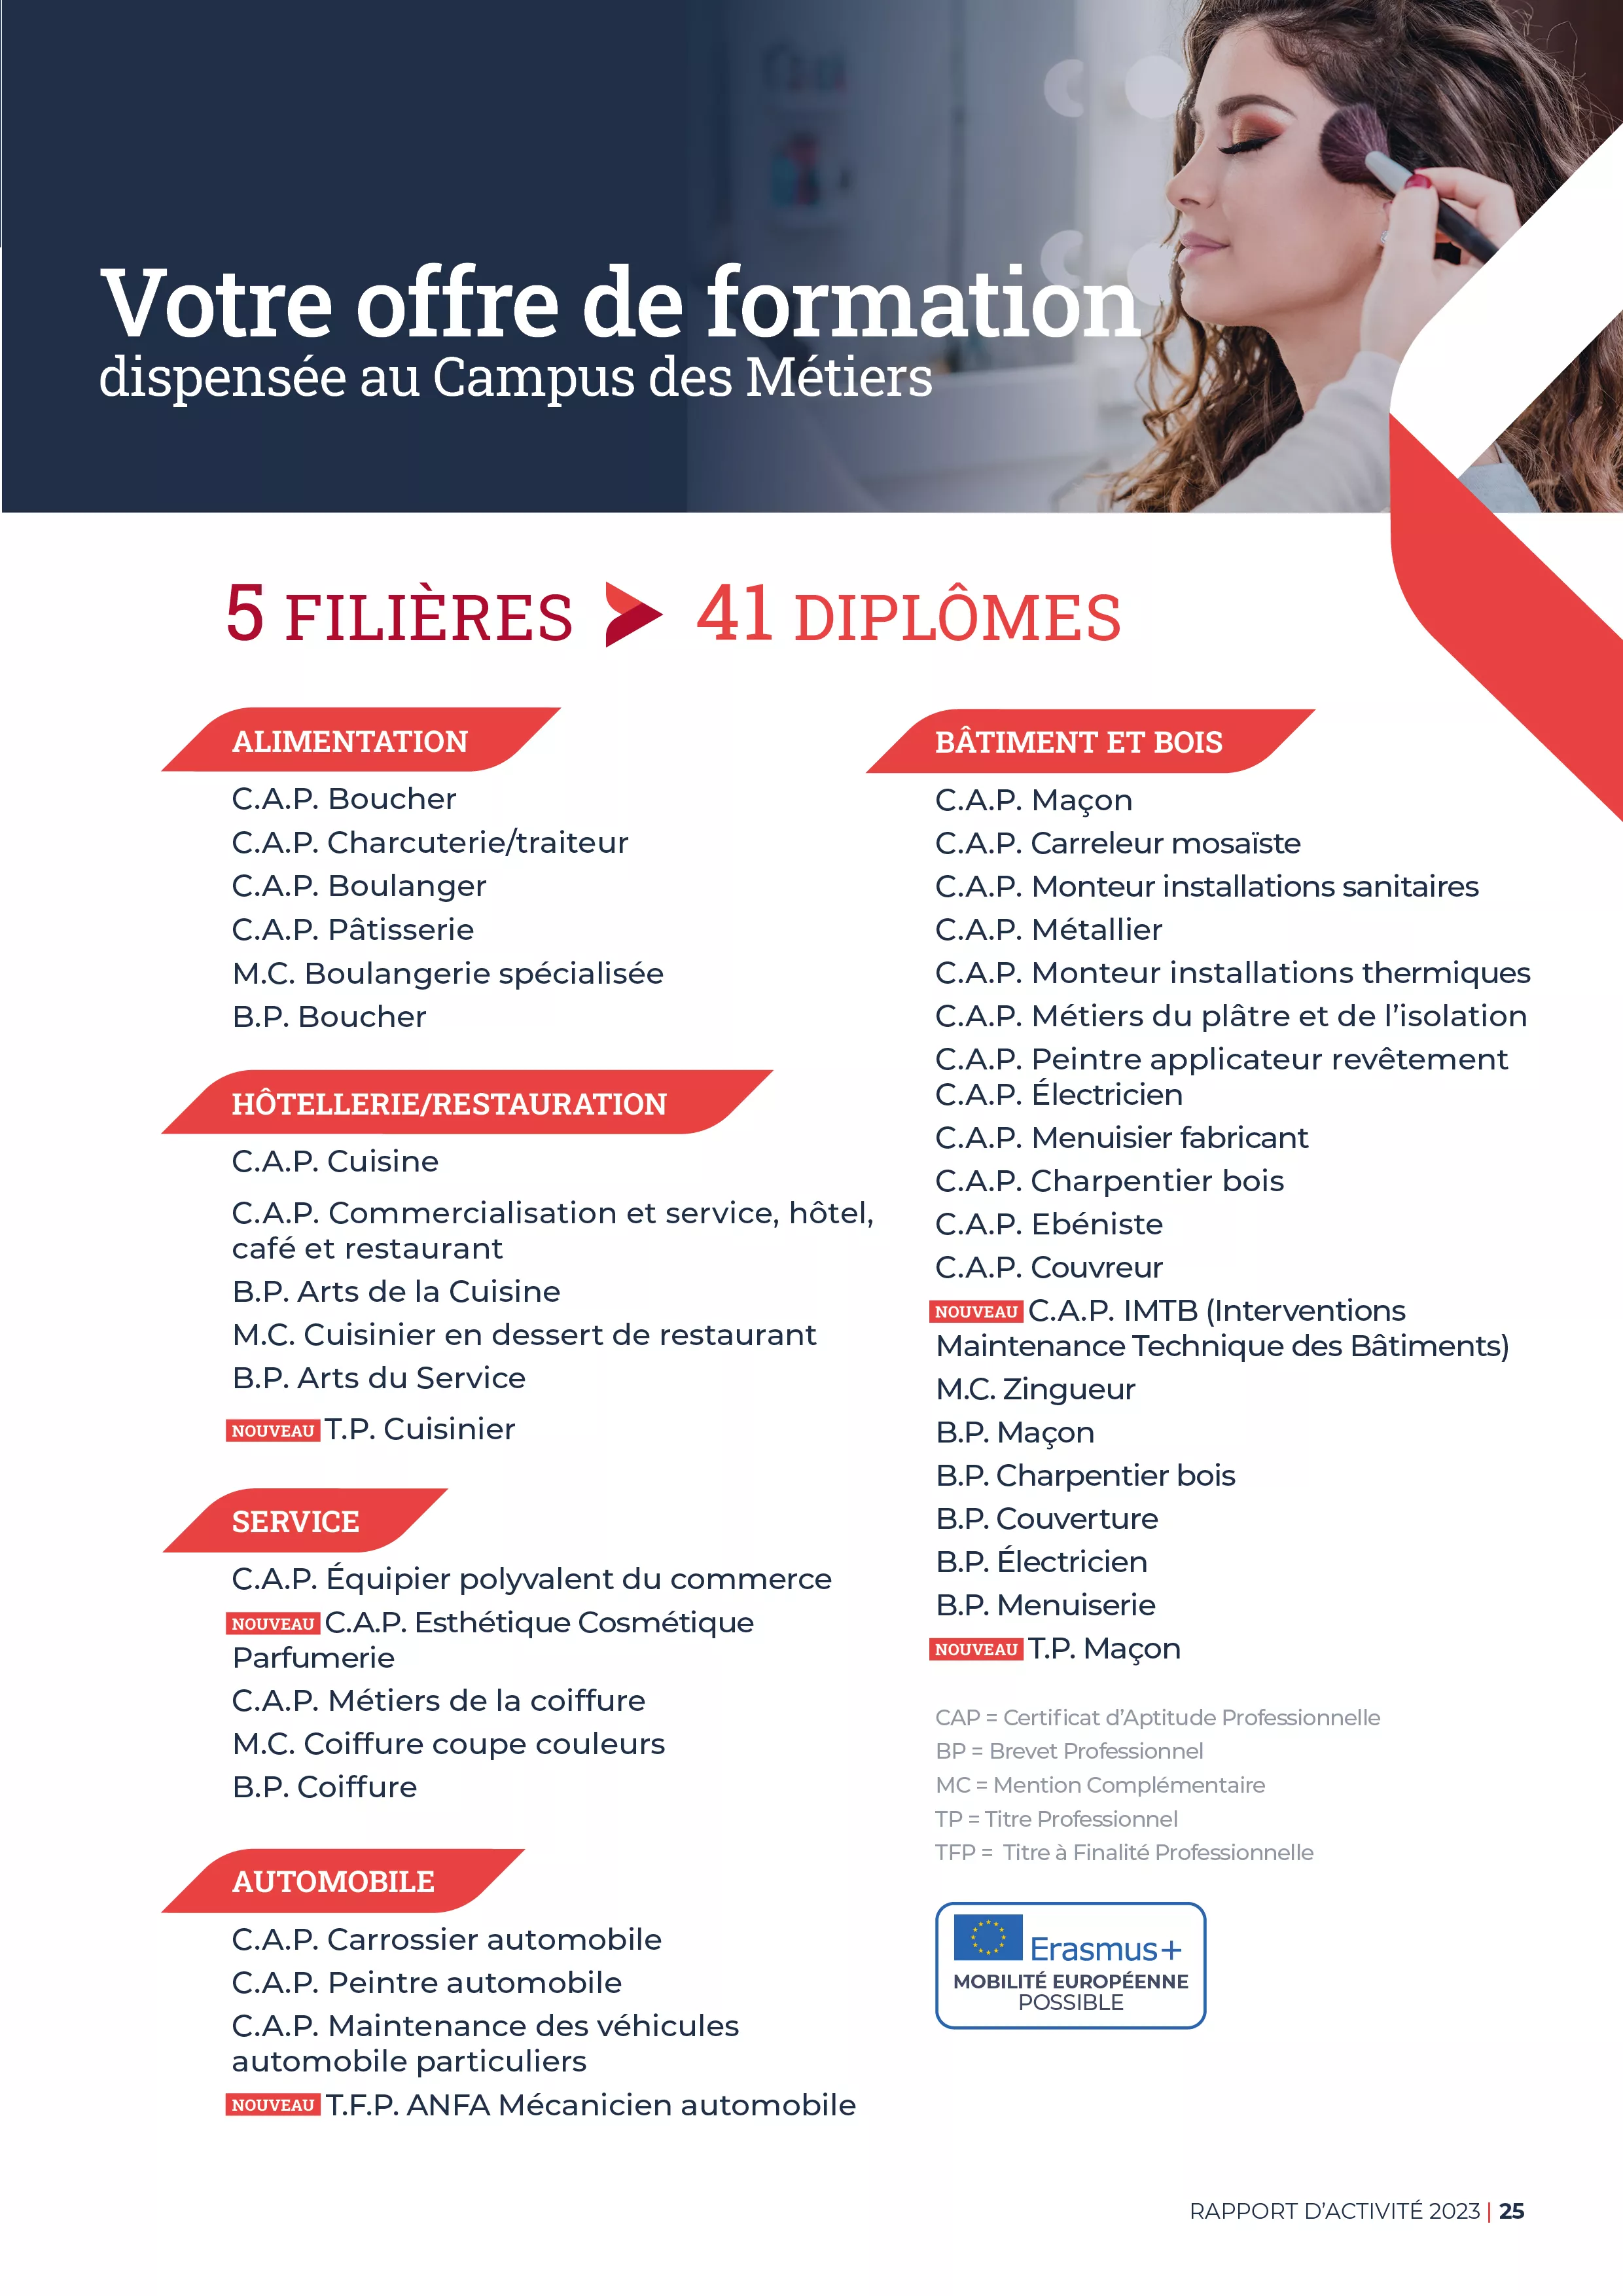 Votre offre de formation
dispensée au Campus des Métiers
5 FILIÈRES 41 DIPLÔMES
ALIMENTATION
C.A.P. Boucher
C.A.P. Charcuterie/traiteur
C.A.P. Boulanger
C.A.P. Pâtisserie
M.C. Boulangerie spécialisée
B.P. Boucher
HÔTELLERIE/RESTAURATION
C.A.P. Cuisine
C.A.P. Commercialisation et service, hôtel,
café et restaurant
B.P. Arts de la Cuisine
M.C. Cuisinier en dessert de restaurant
B.P. Arts du Service
NOUVEAU T.P. Cuisinier
SERVICE
C.A.P. Équipier polyvalent du commerce
NOUVEAU C.A.P. Esthétique Cosmétique
Parfumerie
C.A.P. Métiers de la coiffure
M.C. Coiffure coupe couleurs
B.P. Coiffure
AUTOMOBILE
C.A.P. Carrossier automobile
C.A.P. Peintre automobile
C.A.P. Maintenance des véhicules
automobile particuliers
NOUVEAU T.F.P. ANFA Mécanicien automobile
BÂTIMENT ET BOIS
C.A.P. Maçon
C.A.P. Carreleur mosaïste
C.A.P. Monteur installations sanitaires
C.A.P. Métallier
C.A.P. Monteur installations thermiques
C.A.P. Métiers du plâtre et de l'isolation
C.A.P. Peintre applicateur revêtement
C.A.P. Électricien
C.A.P. Menuisier fabricant
C.A.P. Charpentier bois
C.A.P. Ebéniste
C.A.P. Couvreur
NOUVEAU C.A.P. IMTB (Interventions
Maintenance Technique des Bâtiments)
M.C. Zingueur
B.P. Maçon
B.P. Charpentier bois
B.P. Couverture
B.P. Électricien
B.P. Menuiserie
NOUVEAU T.P. Maçon
CAP = Certificat d'Aptitude Professionnelle
BP = Brevet Professionnel
MC = Mention Complémentaire
TP = Titre Professionnel
TFP = Titre à Finalité Professionnelle
Erasmus+
MOBILITÉ EUROPÉENNE
POSSIBLE
RAPPORT D'ACTIVITÉ 2023 | 25